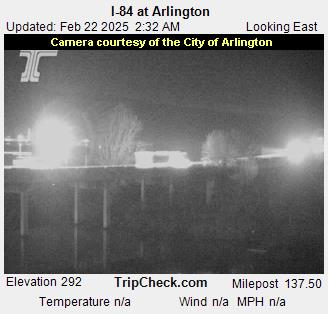 I-84 at Arlington
Updated: Feb 22 2025 2:32 AM Looking East
Camera courtesy of the City of Arlington
Elevation 292 TripCheck.com Milepost 137.50
Temperature n/a Wind n/a MPH n/a